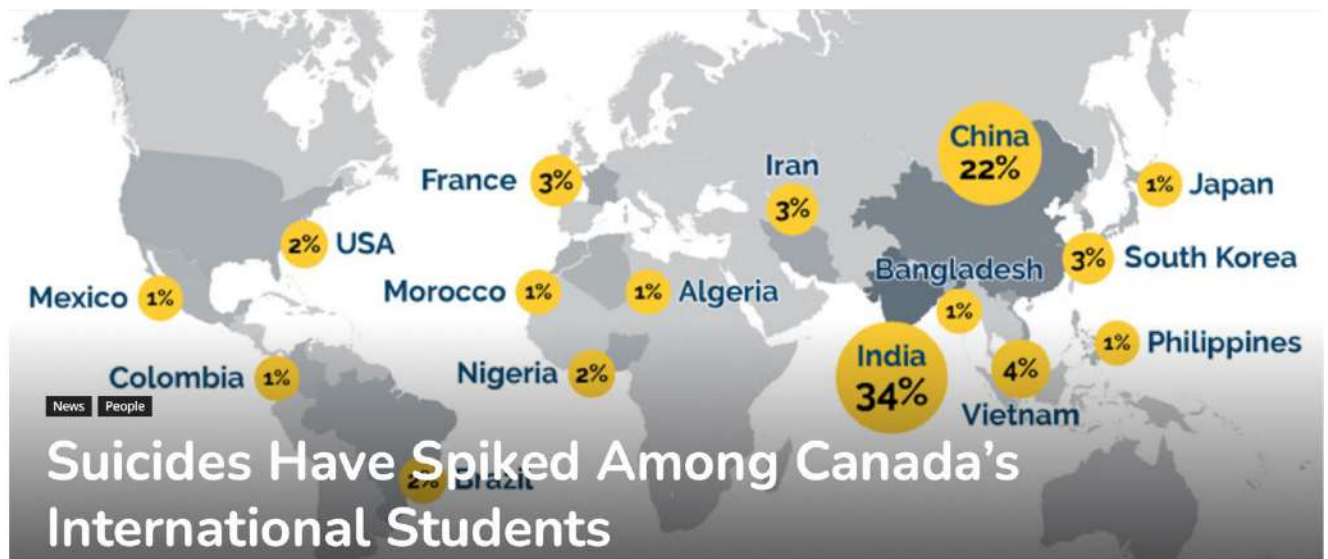 China
22%
Iran
3%
France 3%
1% Japan
2% USA
3% South Korea
Bangladesh
1%
Mexico 1%
Morocco 1%
1% Algeria
India
34%
4%
Vietnam
1% Philippines
Colombia 1%
Nigeria 2%
News People
2% Brazil
Suicides Have Spiked Among Canada's
International Students